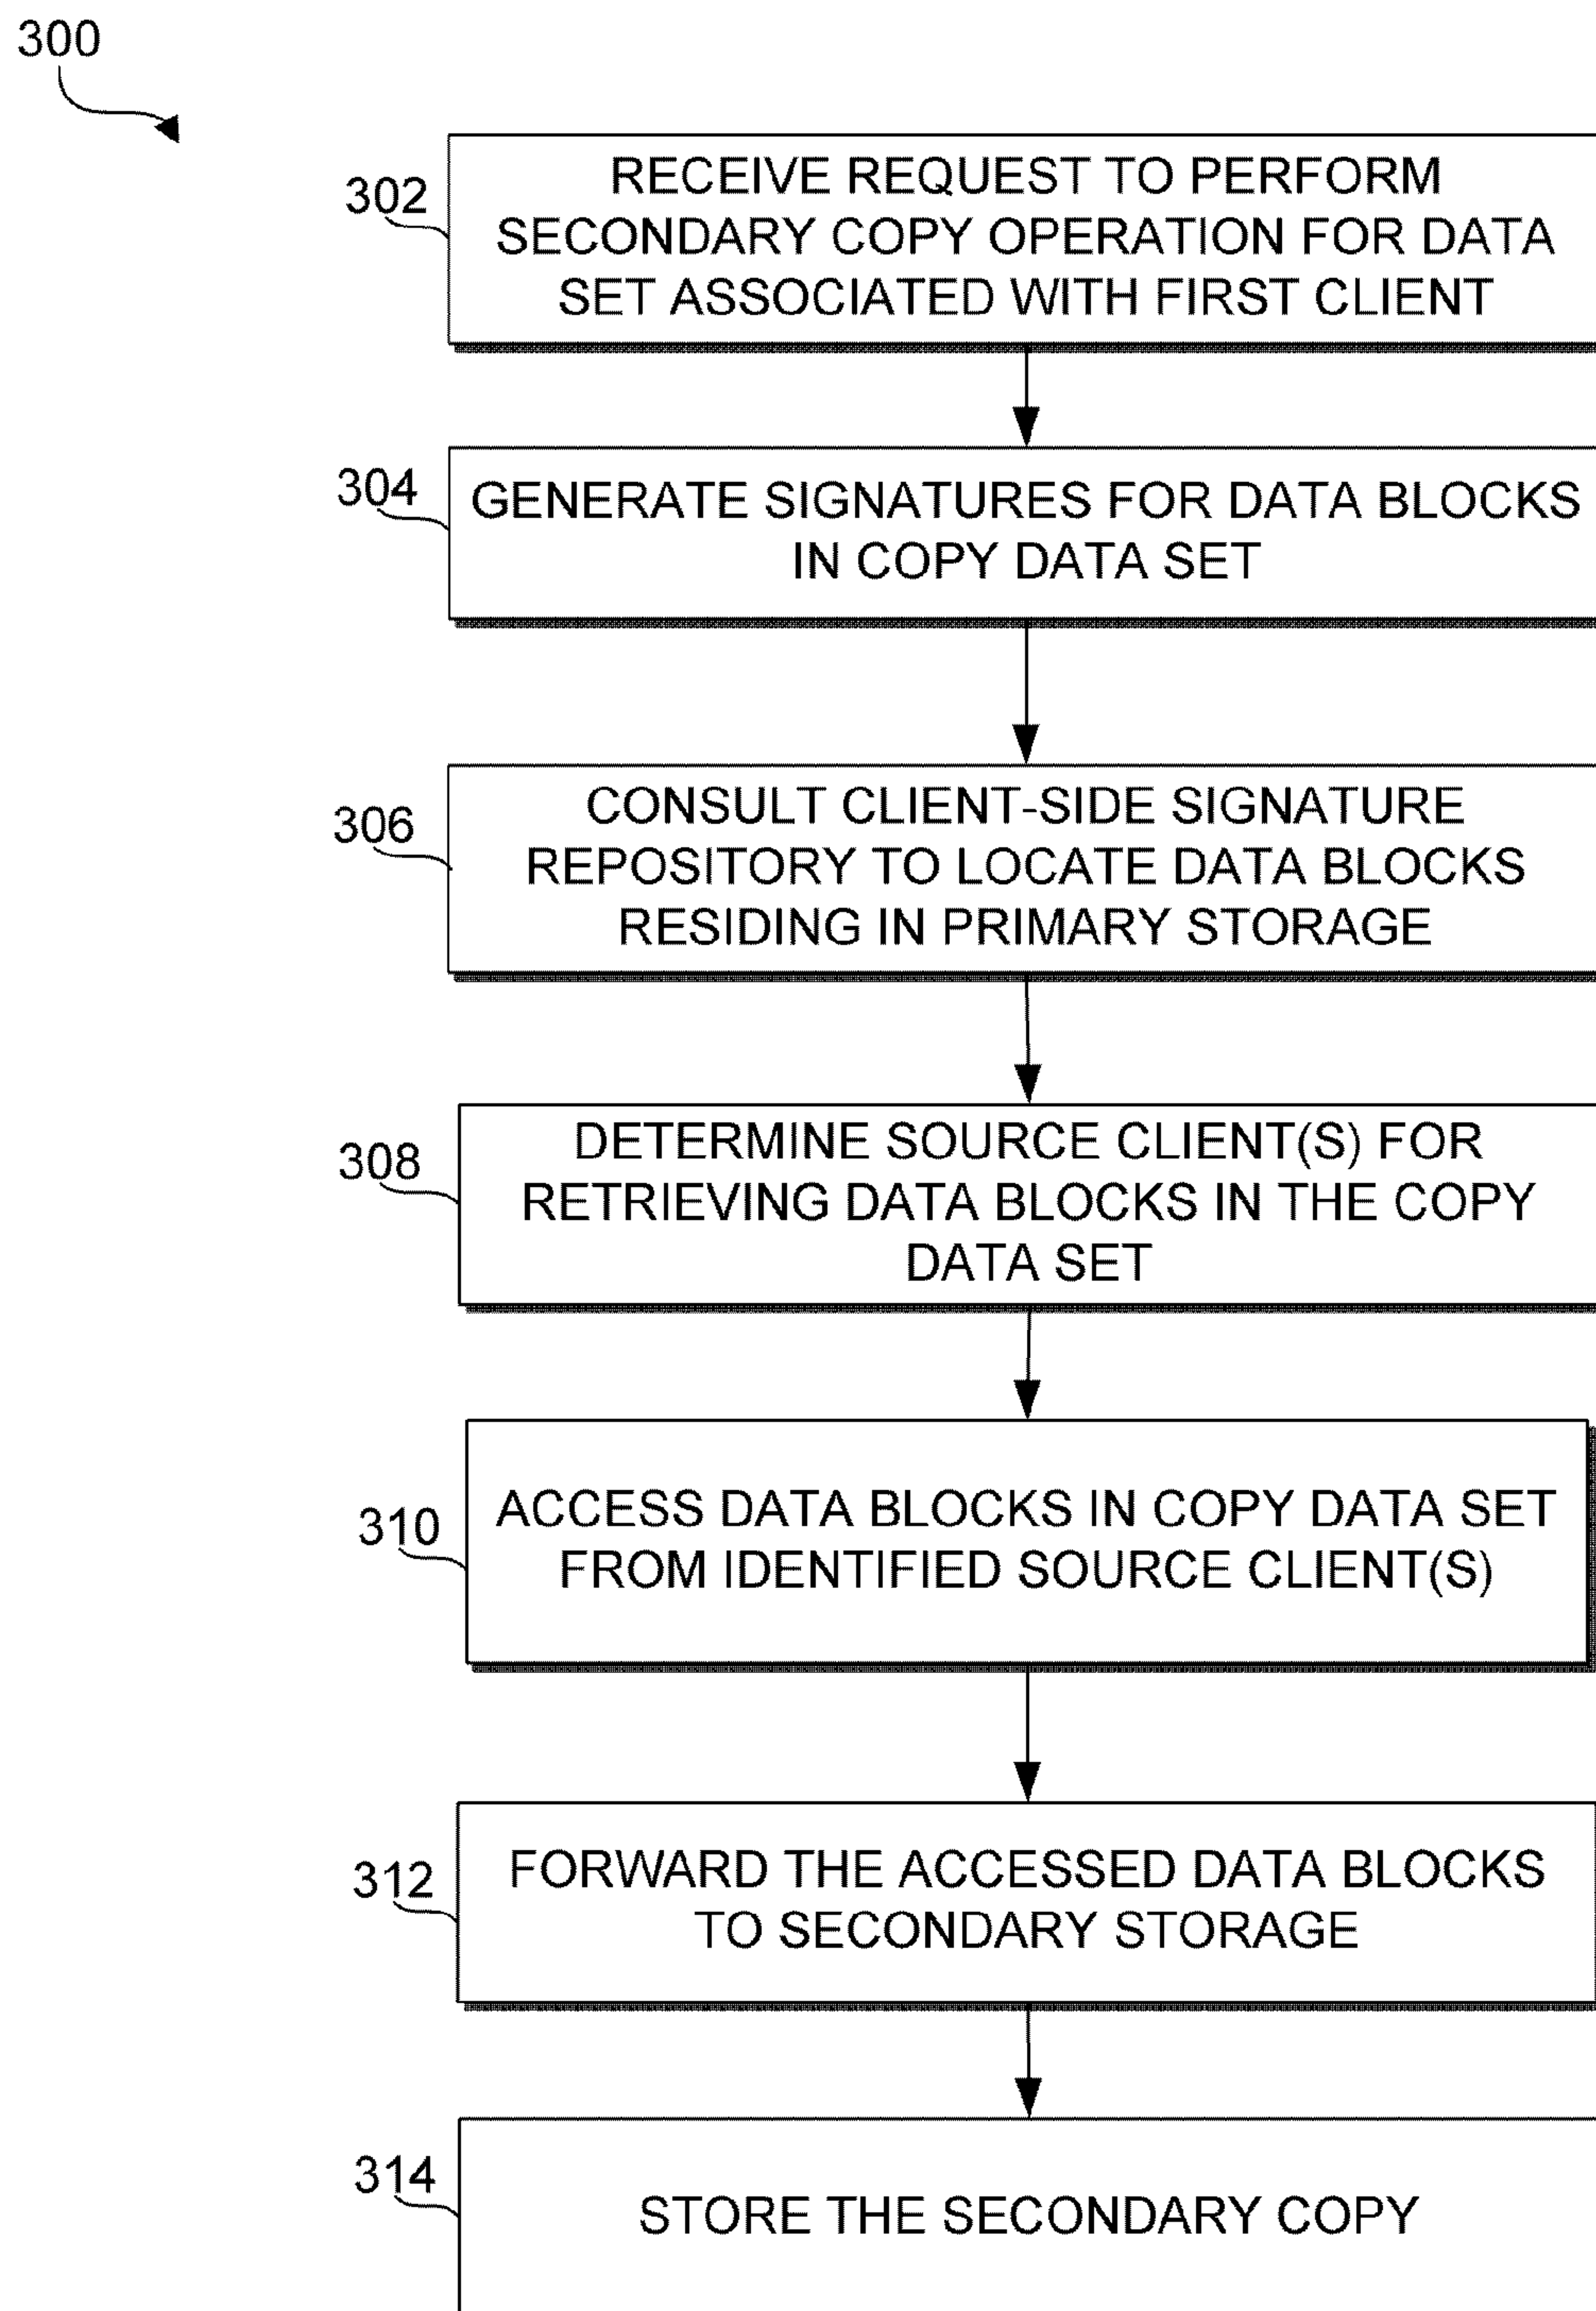 300
302
RECEIVE REQUEST TO PERFORM
SECONDARY COPY OPERATION FOR DATA
SET ASSOCIATED WITH FIRST CLIENT
304
GENERATE SIGNATURES FOR DATA BLOCKS
IN COPY DATA SET
306
CONSULT CLIENT-SIDE SIGNATURE
REPOSITORY TO LOCATE DATA BLOCKS
RESIDING IN PRIMARY STORAGE
308
DETERMINE SOURCE CLIENT(S) FOR
RETRIEVING DATA BLOCKS IN THE COPY
DATA SET
310
ACCESS DATA BLOCKS IN COPY DATA SET
FROM IDENTIFIED SOURCE CLIENT(S)
312
FORWARD THE ACCESSED DATA BLOCKS
TO SECONDARY STORAGE
314
STORE THE SECONDARY COPY